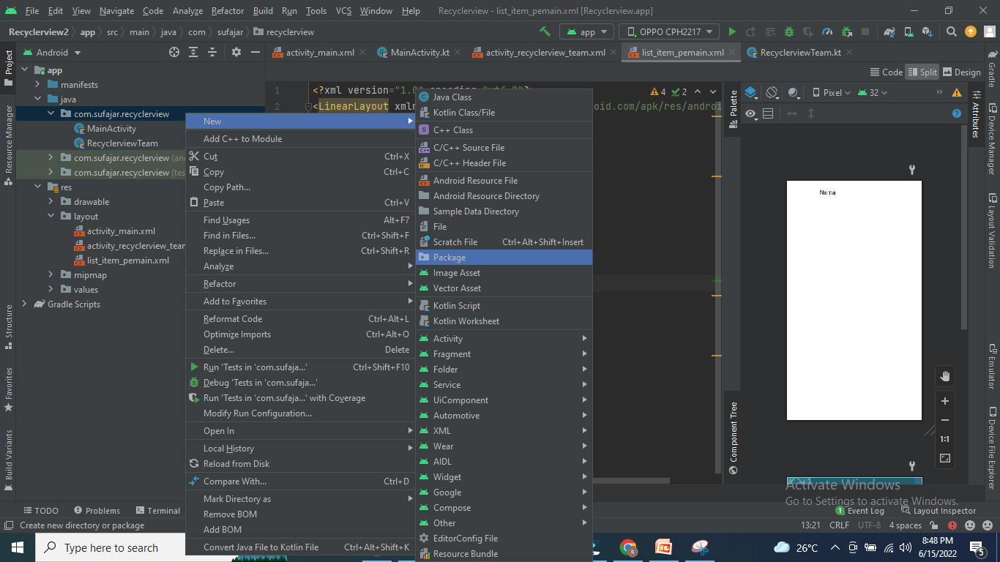 File Edit View Navigate Code Analyze Refactor Build Run Tools VCS Window Help Recyclerview - list_item_pemain.xml [Recyclerview.app]
Recyclerview2 app src main java com sufajar recyclerview app OPPO CPH2217
Android activity_main.xml MainActivity.kt activity_recyclerview_team.xml list_item_pemain.xml RecyclerviewTeam.kt
Code Split Design
Project
Resource Manager
Structure
Favorites
Build Variants
app
manifests
java
com.sufajar.recyclerview
MainActivity
RecyclerviewTeam
com.sufajar.recyclerview (an
com.sufajar.recyclerview (tes
res
drawable
layout
activity_main.xml
activity_recyclerview_tear
list_item_pemain.xml
mipmap
values
Gradle Scripts
1 <?xml version="1.0"
2 <LinearLayout xmln oid.com/apk/res/androi
4 2
New
Add C++ to Module
Cut Ctrl+X
Copy Ctrl+C
Copy Path...
Paste Ctrl+V
Find Usages Alt+F7
Find in Files... Ctrl+Shift+F
Replace in Files... Ctrl+Shift+R
Analyze
Refactor
Add to Favorites
Reformat Code Ctrl+Alt+L
Optimize Imports Ctrl+Alt+O
Delete... Delete
Run 'Tests in 'com.sufaja...' Ctrl+Shift+F10
Debug 'Tests in 'com.sufaja...'
Run 'Tests in 'com.sufaja...' with Coverage
Modify Run Configuration...
Open In
Local History
Reload from Disk
Compare With... Ctrl+D
Mark Directory as
Remove BOM
Add BOM
Convert Java File to Kotlin File Ctrl+Alt+Shift+K
Java Class
Kotlin Class/File
C++ Class
C/C++ Source File
C/C++ Header File
Android Resource File
Android Resource Directory
Sample Data Directory
File
Scratch File Ctrl+Alt+Shift+Insert
Package
Image Asset
Vector Asset
Kotlin Script
Kotlin Worksheet
Activity
Fragment
Folder
Service
UiComponent
Automotive
XML
Wear
AIDL
Widget
Google
Compose
Other
EditorConfig File
Resource Bundle
Palette
Component Tree
Pixel 32
Nama
1:1
Attributes
Gradle
Device Manager
Layout Validation
Emulator
Device File Explorer
Activate Windows
Go to Settings to activate Windows.
TODO Problems Terminal 1 Event Log Layout Inspector
Create new directory or package 13:21 CRLF UTF-8 4 spaces
Type here to search 26°C 8:48 PM
6/15/2022
5